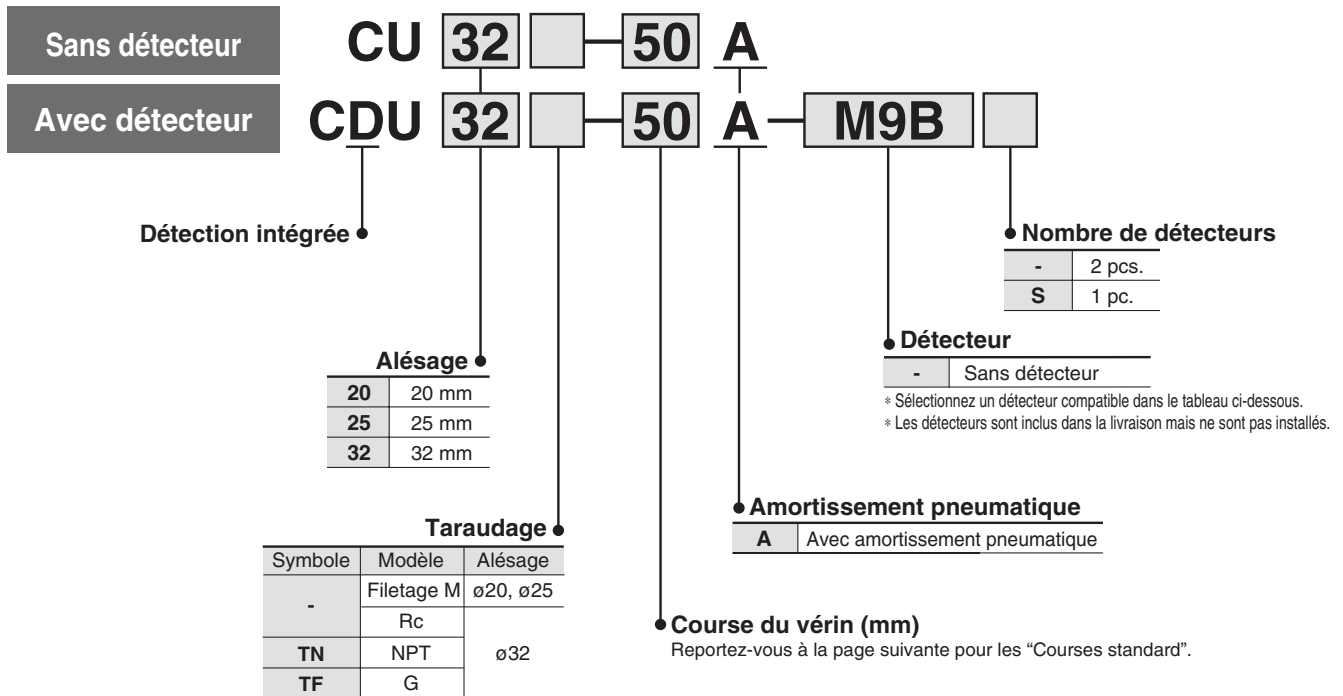 Sans détecteur CU 32 - 50 A
Avec détecteur CDU 32 - 50 A - M9B
Détection intégrée
Nombre de détecteurs
- 2 pcs.
S 1 pc.
Détecteur
- Sans détecteur
* Sélectionnez un détecteur compatible dans le tableau ci-dessous.
* Les détecteurs sont inclus dans la livraison mais ne sont pas installés.
Alésage
20 20 mm
25 25 mm
32 32 mm
Amortissement pneumatique
A Avec amortissement pneumatique
Taraudage
Symbole Modèle Alésage
- Filetage M ø20, ø25
Rc
TN NPT ø32
TF G
Course du vérin (mm)
Reportez-vous à la page suivante pour les “Courses standard”.